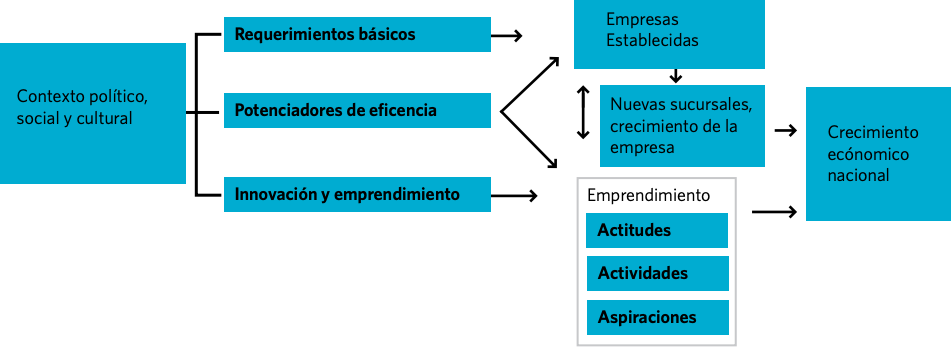 Contexto político,
social y cultural
Requerimientos básicos
Potenciadores de eficencia
Innovación y emprendimiento
Empresas
Establecidas
Nuevas sucursales,
crecimiento de la
empresa
Emprendimiento
Actitudes
Actividades
Aspiraciones
Crecimiento
ecónomico
nacional